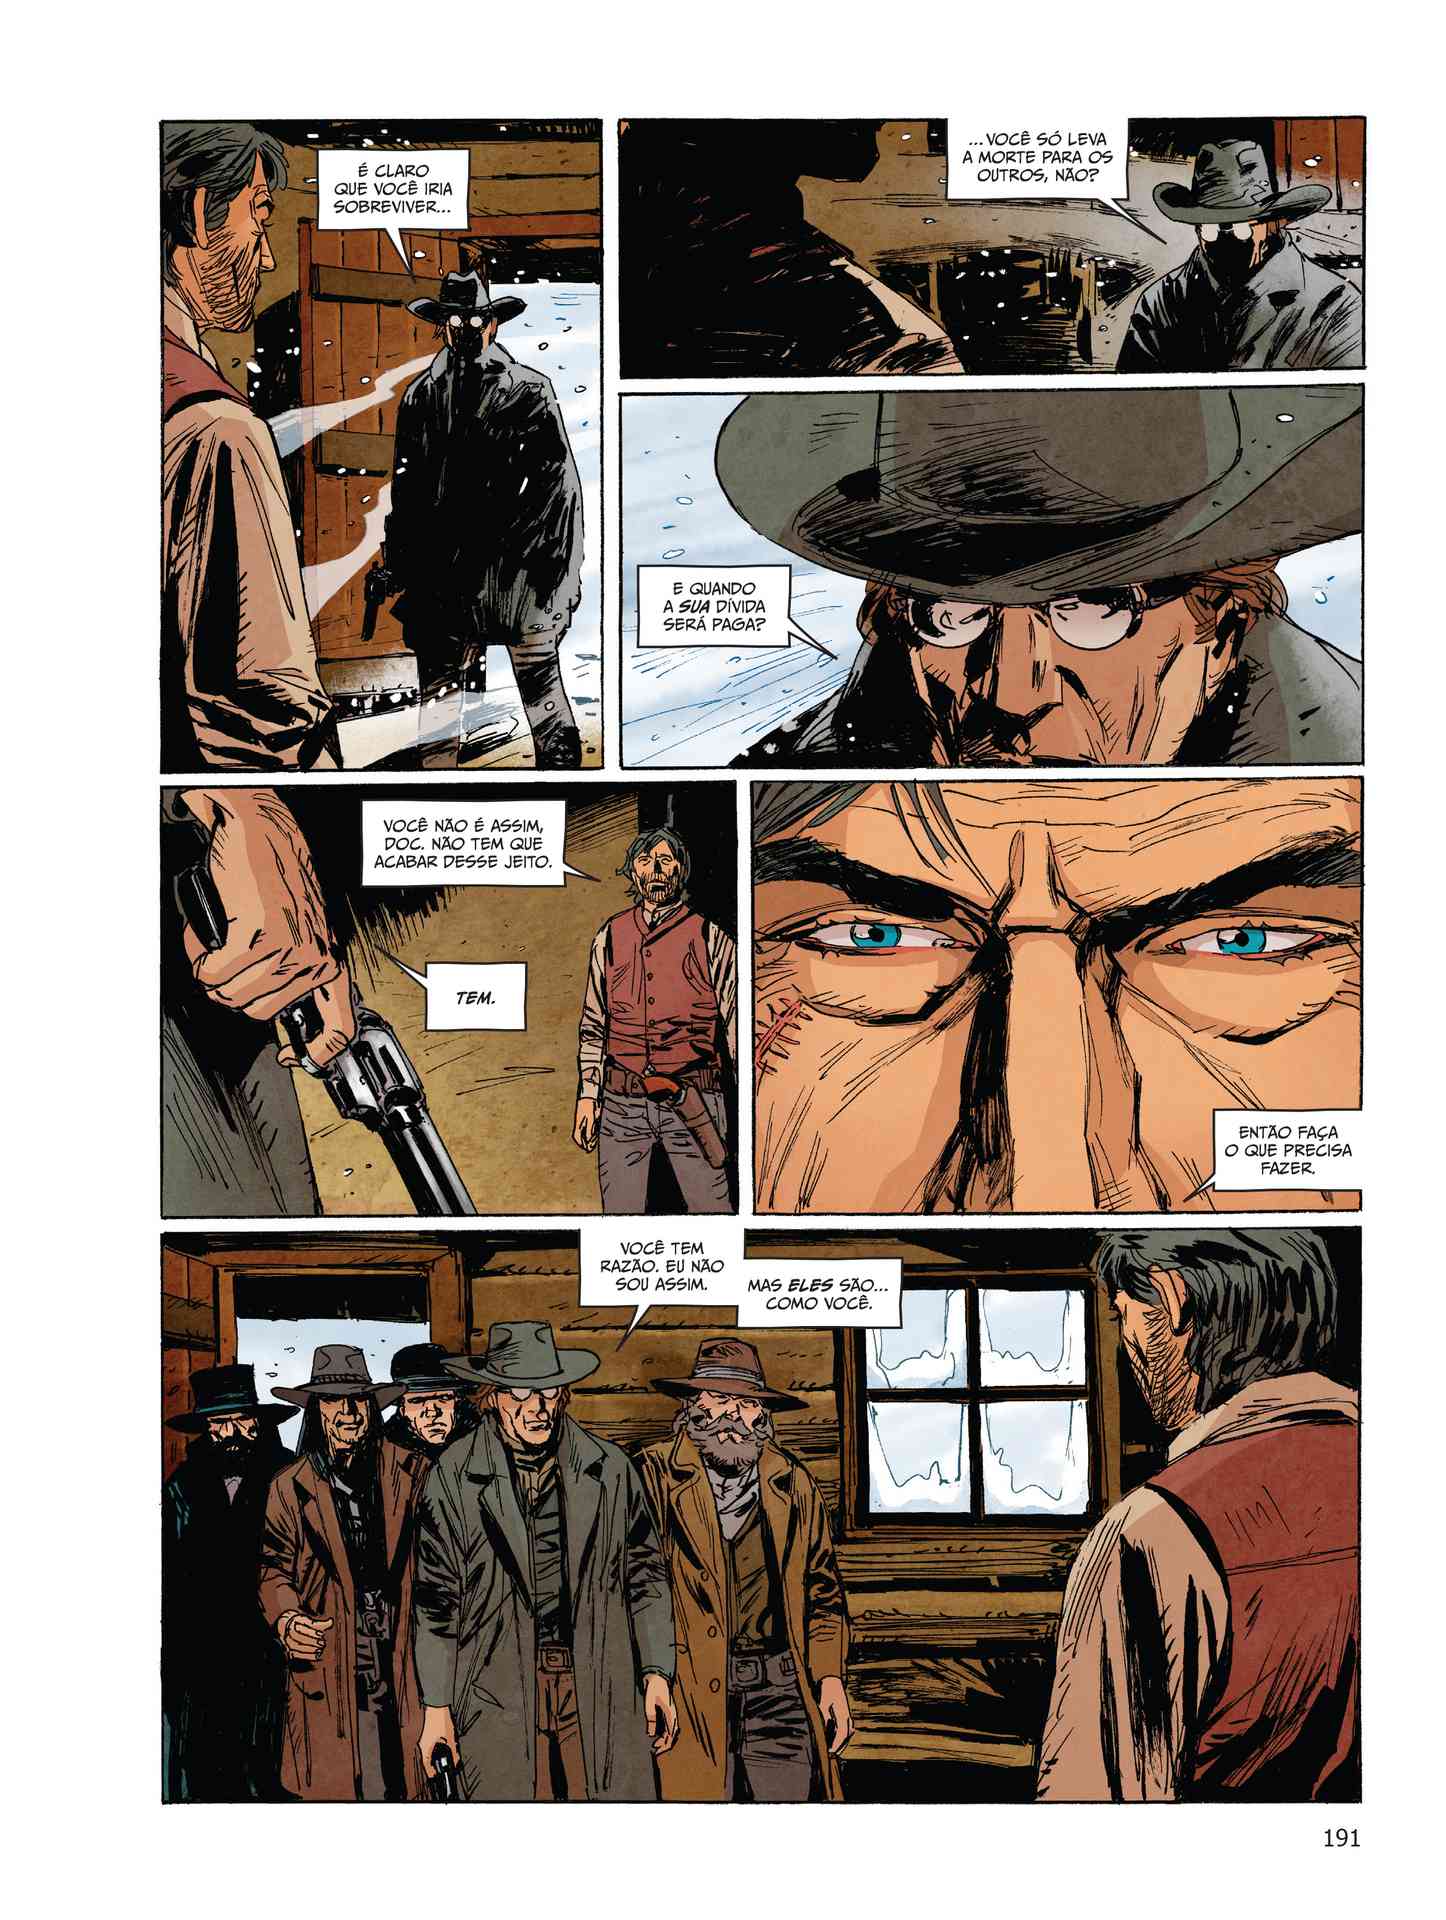 É CLARO
QUE VOCÊ IRIA
SOBREVIVER...
...VOCÊ SÓ LEVA
A MORTE PARA OS
OUTROS, NÃO?
E QUANDO
A SUA DÍVIDA
SERÁ PAGA?
VOCÊ NÃO É ASSIM,
DOC. NÃO TEM QUE
ACABAR DESSE JEITO.
TEM.
ENTÃO FAÇA
O QUE PRECISA
FAZER.
VOCÊ TEM
RAZÃO. EU NÃO
SOU ASSIM.
MAS ELES SÃO...
COMO VOCÊ.
191